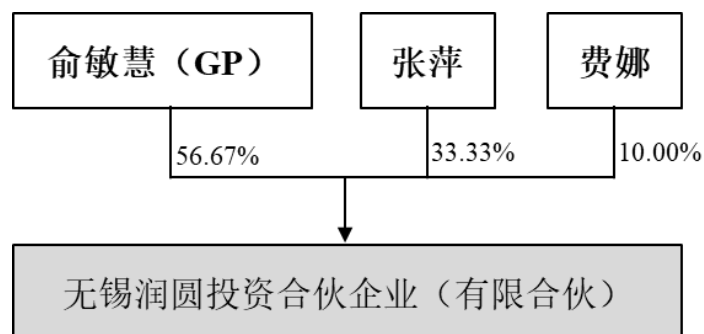 俞敏慧（GP）
张萍
费娜
56.67%
33.33%
10.00%
无锡润圆投资合伙企业（有限合伙）